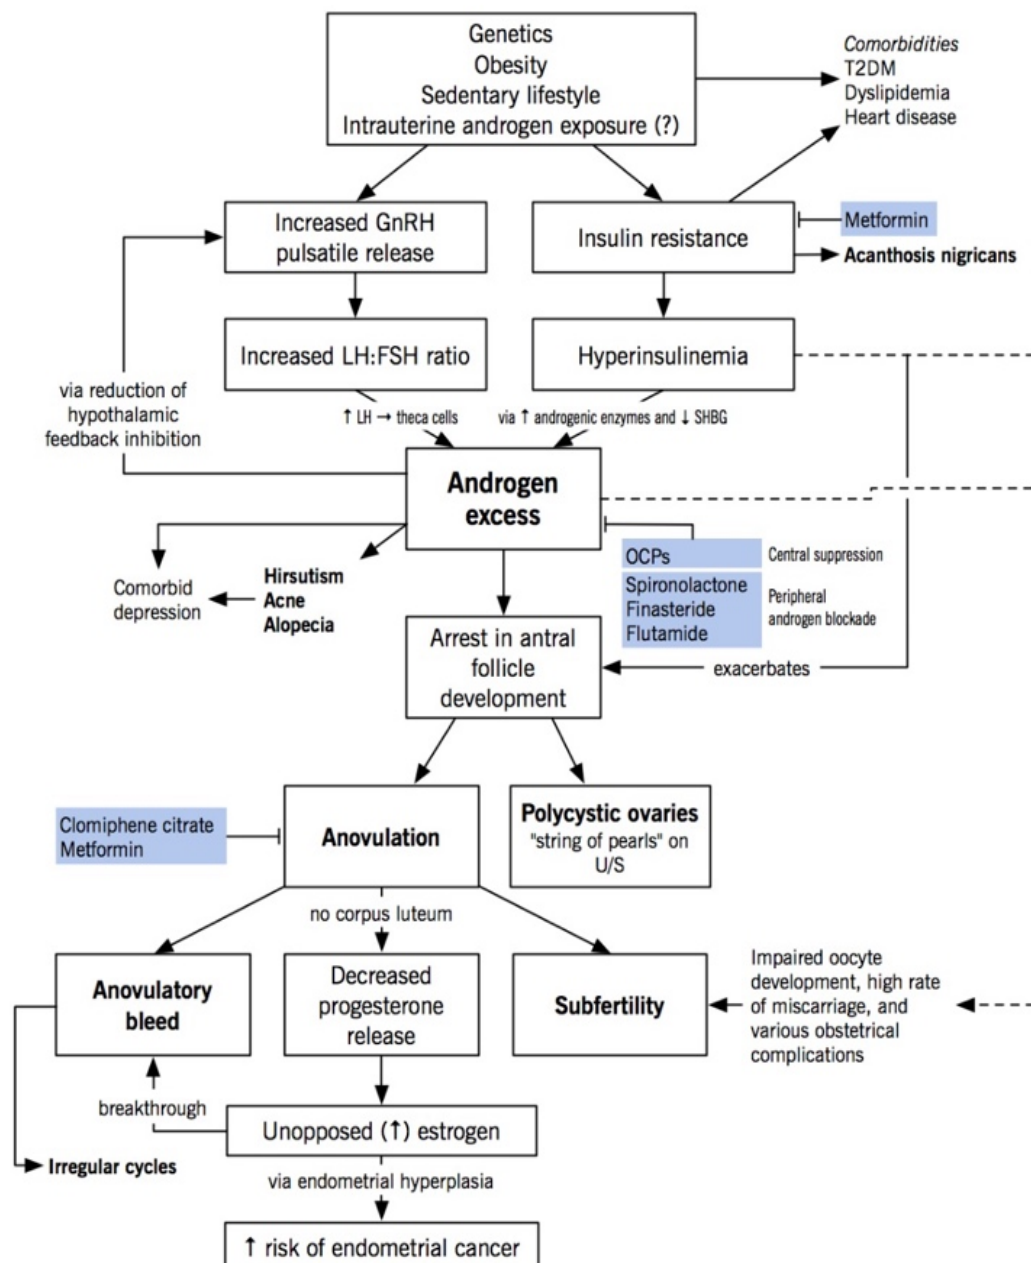 Genetics
Obesity
Sedentary lifestyle
Intrauterine androgen exposure (?)
Comorbidities
T2DM
Dyslipidemia
Heart disease
Increased GnRH
pulsatile release
Insulin resistance
Metformin
Acanthosis nigricans
Increased LH:FSH ratio
Hyperinsulinemia
via reduction of
hypothalamic
feedback inhibition
↑ LH → theca cells
via ↑ androgenic enzymes and ↓ SHBG
Androgen
excess
OCPs
Central suppression
Spironolactone
Finasteride
Flutamide
Peripheral
androgen blockade
Comorbid
depression
Hirsutism
Acne
Alopecia
Arrest in antral
follicle
development
exacerbates
Clomiphene citrate
Metformin
Anovulation
Polycystic ovaries
"string of pearls" on
U/S
no corpus luteum
Anovulatory
bleed
Decreased
progesterone
release
Subfertility
Impaired oocyte
development, high rate
of miscarriage, and
various obstetrical
complications
breakthrough
Unopposed (↑) estrogen
Irregular cycles
via endometrial hyperplasia
↑ risk of endometrial cancer